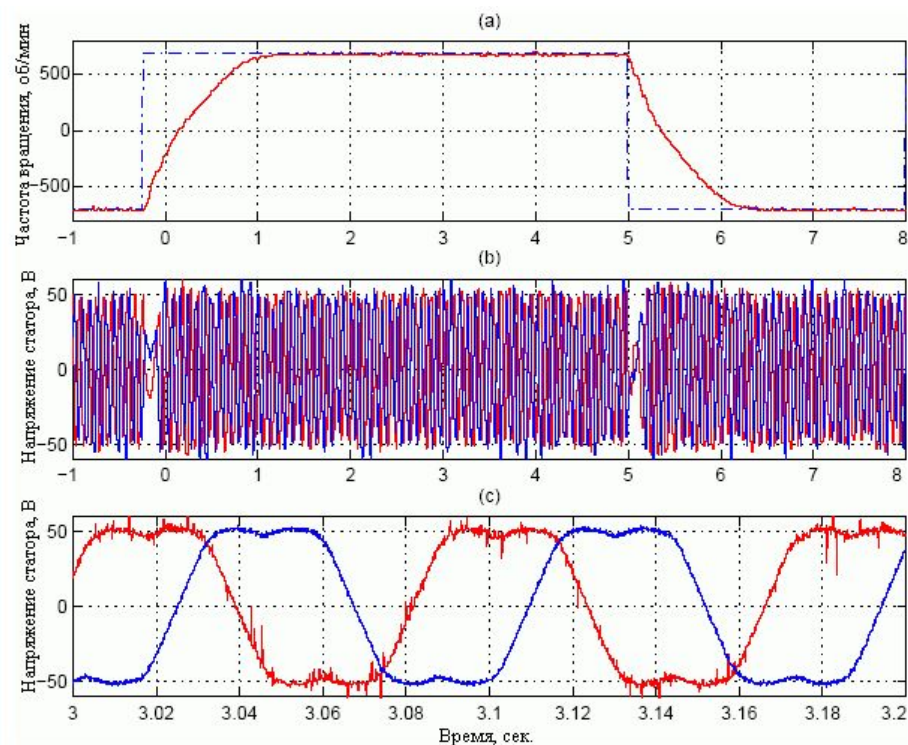 (a)
Частота вращения, об/мин
500
0
−500
−1 0 1 2 3 4 5 6 7 8
(b)
Напряжение статора, В
50
0
−50
−1 0 1 2 3 4 5 6 7 8
(c)
Напряжение статора, В
50
0
−50
3 3.02 3.04 3.06 3.08 3.1 3.12 3.14 3.16 3.18 3.2
Время, сек.